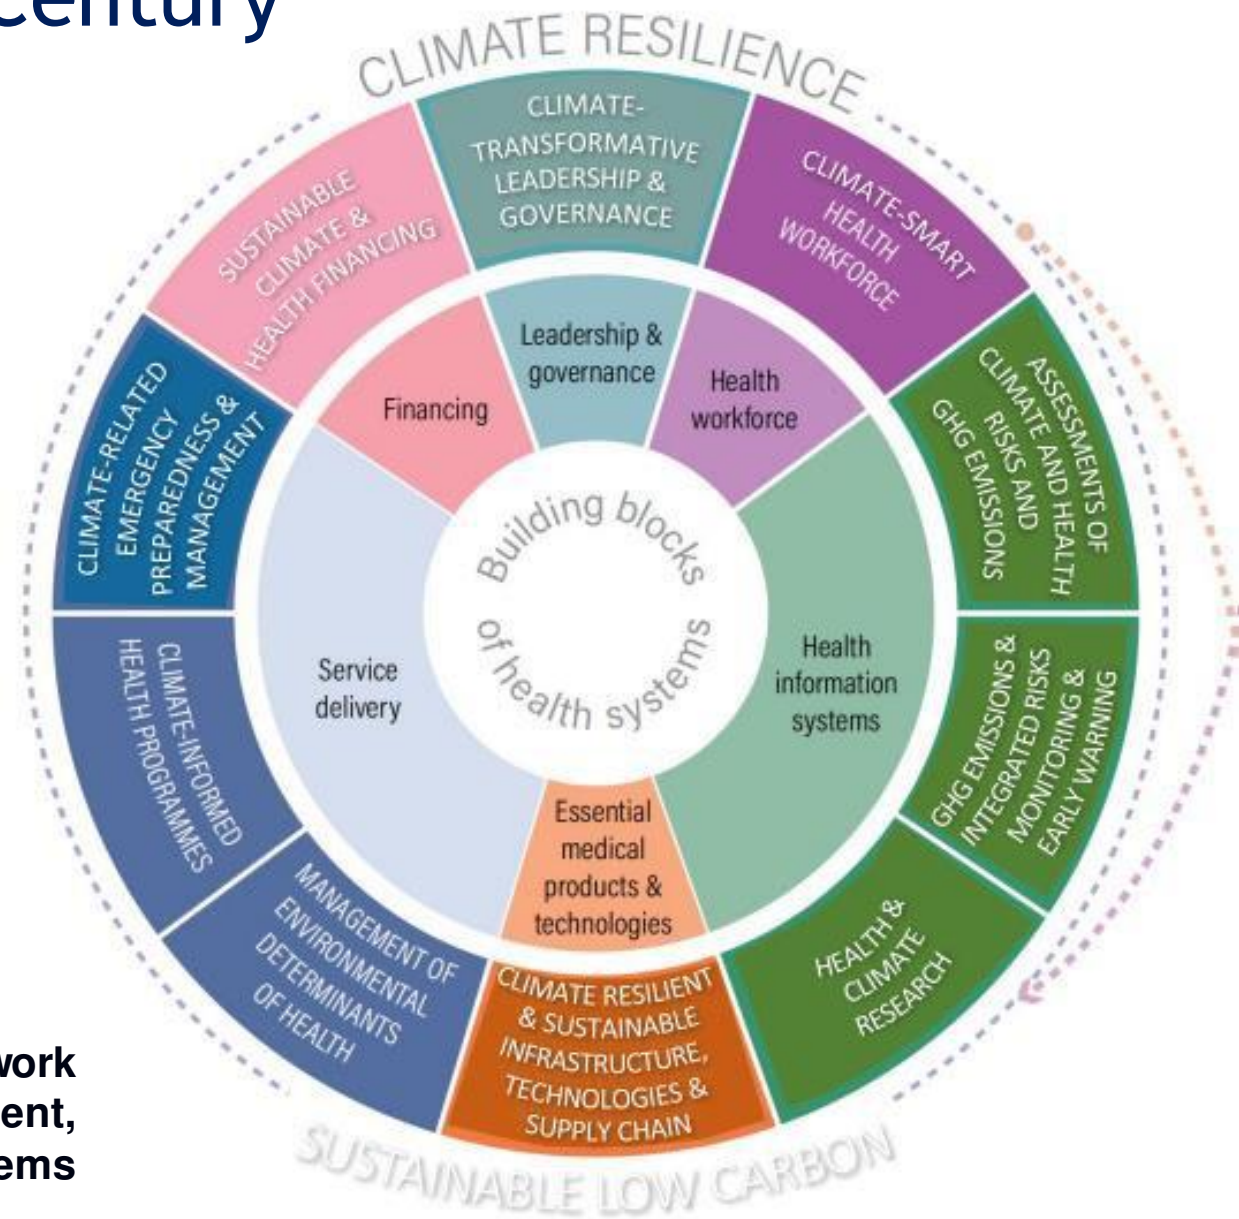 Century
CLIMATE RESILIENCE
CLIMATE-
TRANSFORMATIVE
LEADERSHIP &
GOVERNANCE
CLIMATE-SMART
HEALTH
WORKFORCE
ASSESSMENTS OF
CLIMATE AND HEALTH
RISKS AND
GHG EMISSIONS
GHG EMISSIONS &
INTEGRATED RISKS
MONITORING &
EARLY WARNING
HEALTH &
CLIMATE
RESEARCH
CLIMATE RESILIENT
& SUSTAINABLE
INFRASTRUCTURE,
TECHNOLOGIES &
SUPPLY CHAIN
MANAGEMENT OF
ENVIRONMENTAL
DETERMINANTS
OF HEALTH
CLIMATE-INFORMED
HEALTH PROGRAMMES
CLIMATE-RELATED
EMERGENCY
PREPAREDNESS &
MANAGEMENT
SUSTAINABLE
CLIMATE &
HEALTH FINANCING
Leadership &
governance
Health
workforce
Health
information
systems
Essential
medical
products &
technologies
Service
delivery
Financing
Building blocks
of health systems
SUSTAINABLE LOW CARBON
work
ent,
ems